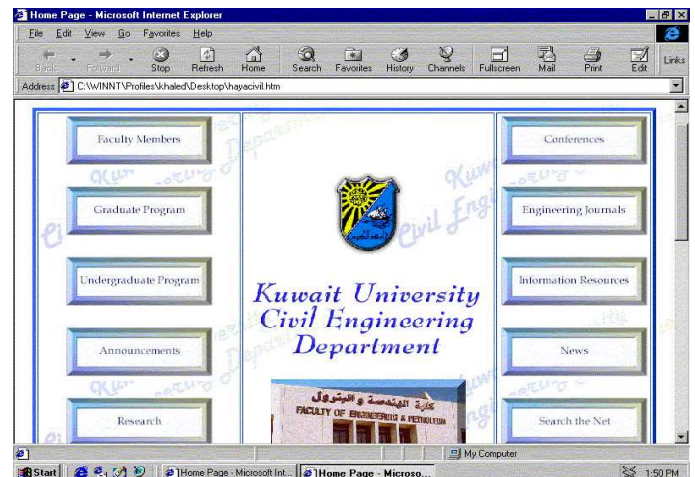 Home Page - Microsoft Internet Explorer
File Edit View Go Favorites Help
Back Forward Stop Refresh Home Search Favorites History Channels Fullscreen Mail Print Edit Links
Address C:\WINNT\Profiles\khaled\Desktop\hayacivil.htm
Faculty Members
Graduate Program
Undergraduate Program
Announcements
Research
Kuwait University
Civil Engineering
Department
كلية الهندسة و البترول
FACULTY OF ENGINEERING & PETROLEUM
Conferences
Engineering Journals
Information Resources
News
Search the Net
My Computer
Start Home Page - Microsoft Int... Home Page - Microso... 1:50 PM